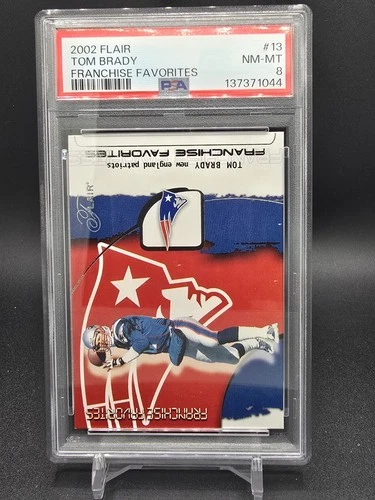 2002 FLAIR #13
TOM BRADY NM-MT
FRANCHISE FAVORITES 8
PSA 137371044
FRANCHISE FAVORITES
TOM BRADY new england patriots
FLAIR
FRANCHISE FAVORITES